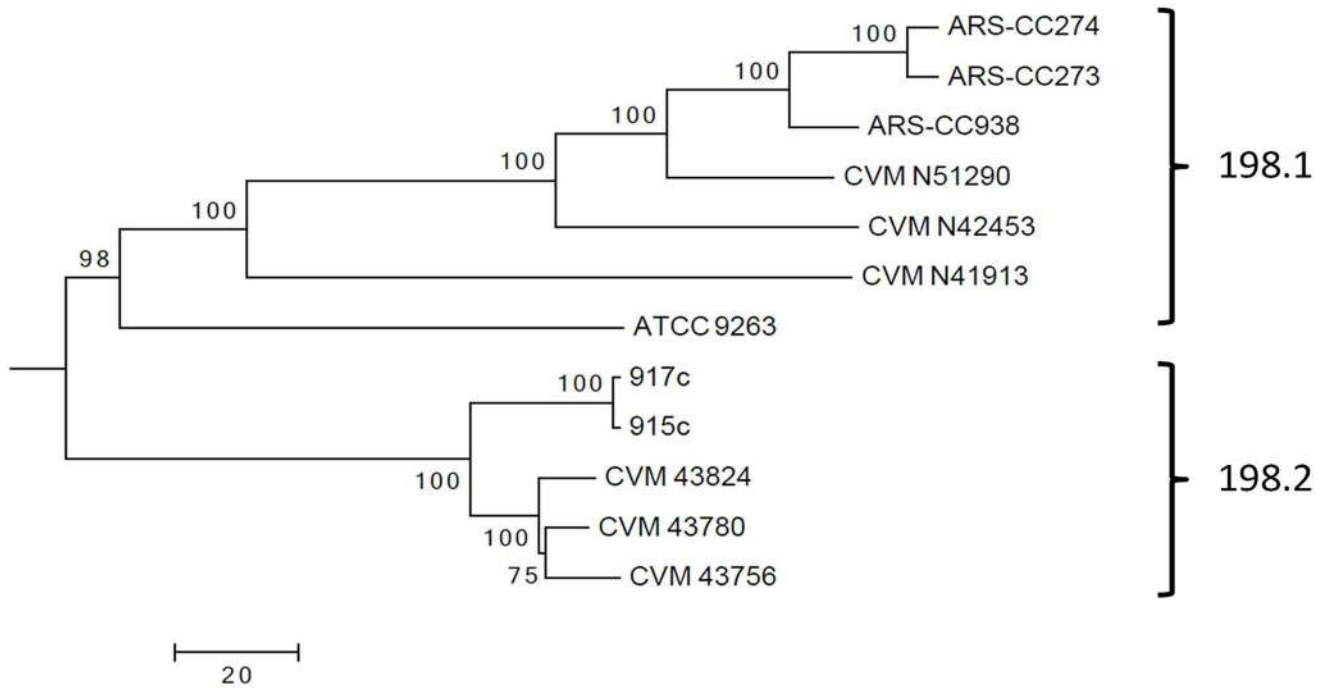 ARS-CC274
100
ARS-CC273
100
ARS-CC938
100
CVM N51290
100
198.1
CVM N42453
100
CVM N41913
98
ATCC 9263
917c
100
915c
CVM 43824
100
198.2
CVM 43780
100
CVM 43756
75
20